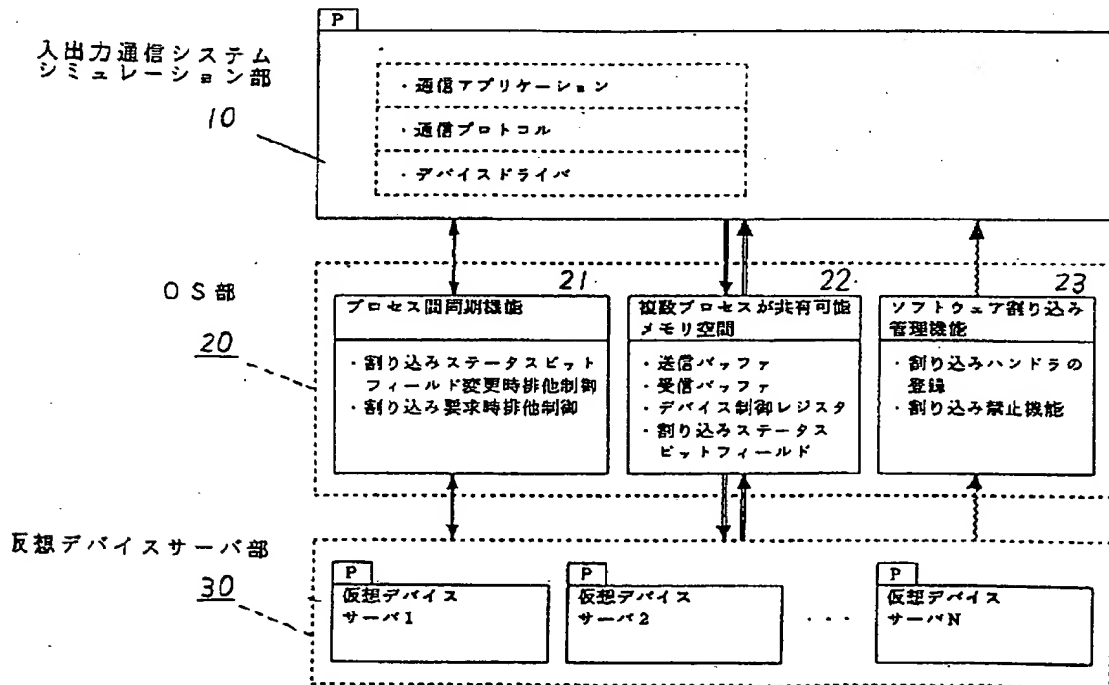 P
入出力通信システム
シミュレーション部
10
・通信アプリケーション
・通信プロトコル
・デバイスドライバ
OS部
20
21
プロセス間同期機能
・割り込みステータスビット
フィールド変更時排他制御
・割り込み要求時排他制御
22
複数プロセスが共有可能
メモリ空間
・送信バッファ
・受信バッファ
・デバイス制御レジスタ
・割り込みステータス
ビットフィールド
23
ソフトウェア割り込み
管理機能
・割り込みハンドラの
登録
・割り込み禁止機能
仮想デバイスサーバ部
30
P
仮想デバイス
サーバ1
P
仮想デバイス
サーバ2
・・・
P
仮想デバイス
サーバN